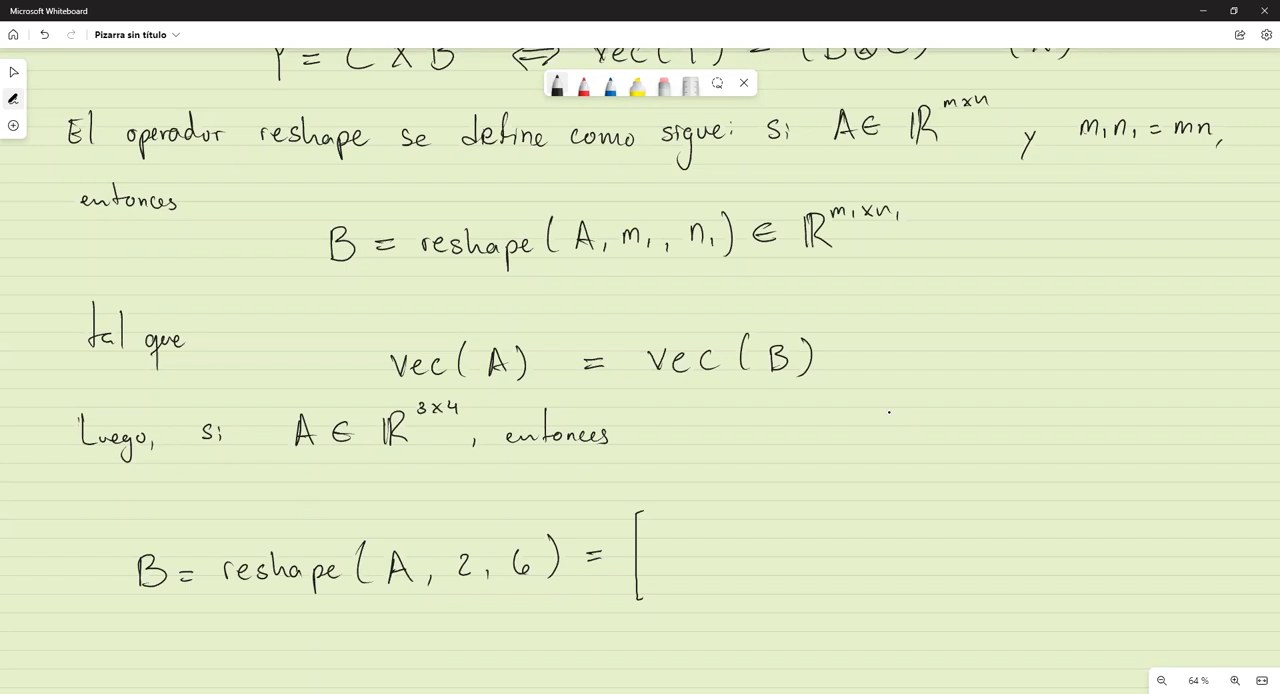 Microsoft Whiteboard
Pizarra sin título
Y = C X B ⟺ vec(Y) = (B⊗C) (X)
El operador reshape se define como sigue: si A ∈ ℝ^{m×n} y m₁n₁ = mn,
entonces
B = reshape(A, m₁, n₁) ∈ ℝ^{m₁×n₁}
tal que
vec(A) = vec(B)
Luego, si A ∈ ℝ^{3×4}, entonces
B = reshape(A, 2, 6) = [
64 %